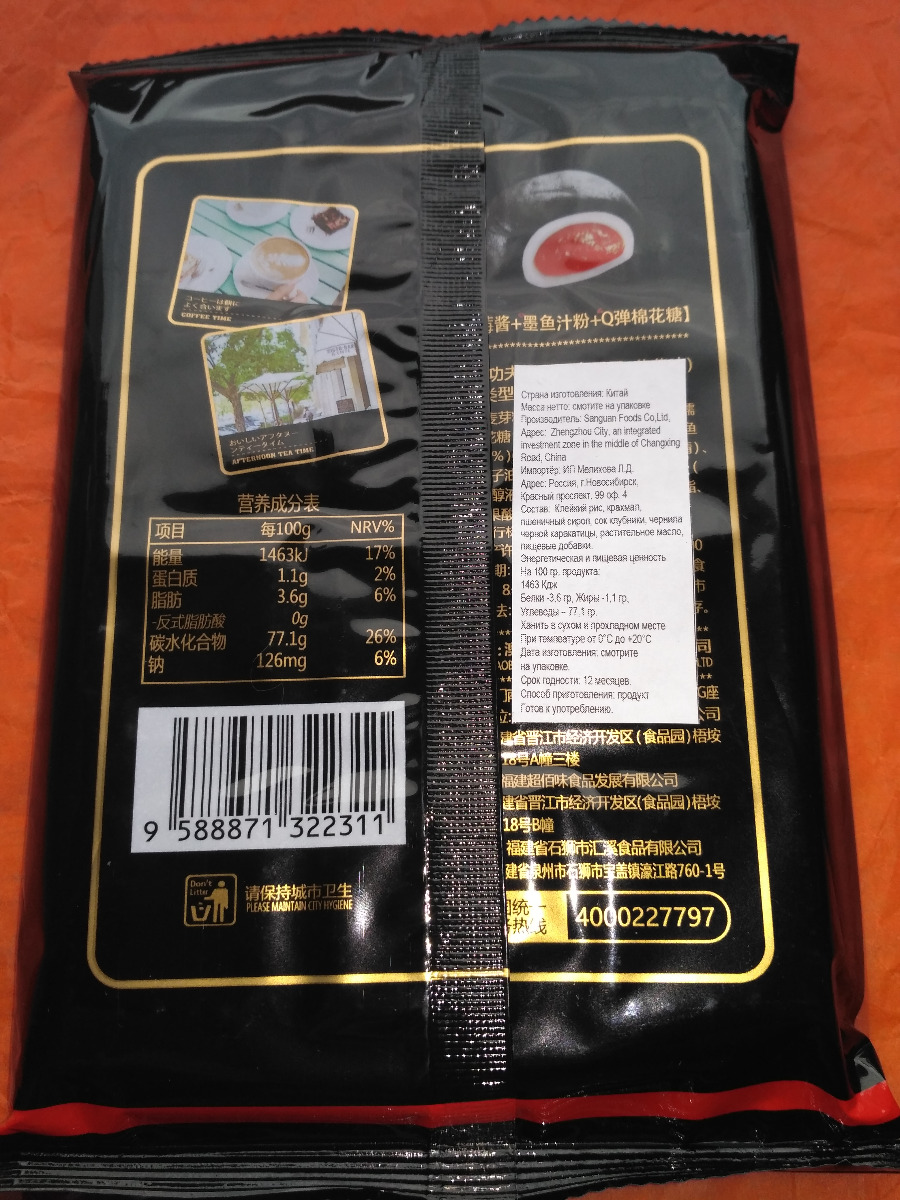 コーヒーは朝に
よく合います
COFFEE TIME
おいしいアフタヌー
ンティータイム
AFTERNOON TEA TIME
营养成分表
项目 每100g NRV%
能量 1463kJ 17%
蛋白质 1.1g 2%
脂肪 3.6g 6%
-反式脂肪酸 0g
碳水化合物 77.1g 26%
钠 126mg 6%
9 588871 322311
Don't
Litter
请保持城市卫生
PLEASE MAINTAIN CITY HYGIENE
酱+墨鱼汁粉+Q弹棉花糖】
Страна изготовления: Китай
Масса нетто: смотите на упаковке
Производитель: Sanguan Foods Co,Ltd,
Адрес: Zhengzhou City, an integrated
investment zone in the middle of Changxing
Road, China
Импортёр: ИП Мелихова Л.Д.
Адрес: Россия, г.Новосибирск,
Красный проспект, 99 оф. 4
Состав: Клейкий рис, крахмал,
пшеничный сироп, сок клубники, чернила
черной каракатицы, растительное масло,
пищевые добавки.
Энергетическая и пищевая ценность
На 100 гр. продукта:
1463 Кдж
Белки -3,6 гр, Жиры -1,1 гр,
Углеводы – 77,1 гр.
Ханить в сухом и прохладном месте
При темпеатуре от 0°С до +20°С
Дата изготовления: смотрите
на упаковке.
Срок годности: 12 месяцев.
Способ приготовления: продукт
Готов к употреблению.
建省晋江市经济开发区(食品园)梧垵
18号A幢三楼
福建超佰味食品发展有限公司
建省晋江市经济开发区(食品园)梧垵
18号B幢
福建省石狮市汇溪食品有限公司
建省泉州市石狮市宝盖镇濠江路760-1号
统一
热线
4000227797